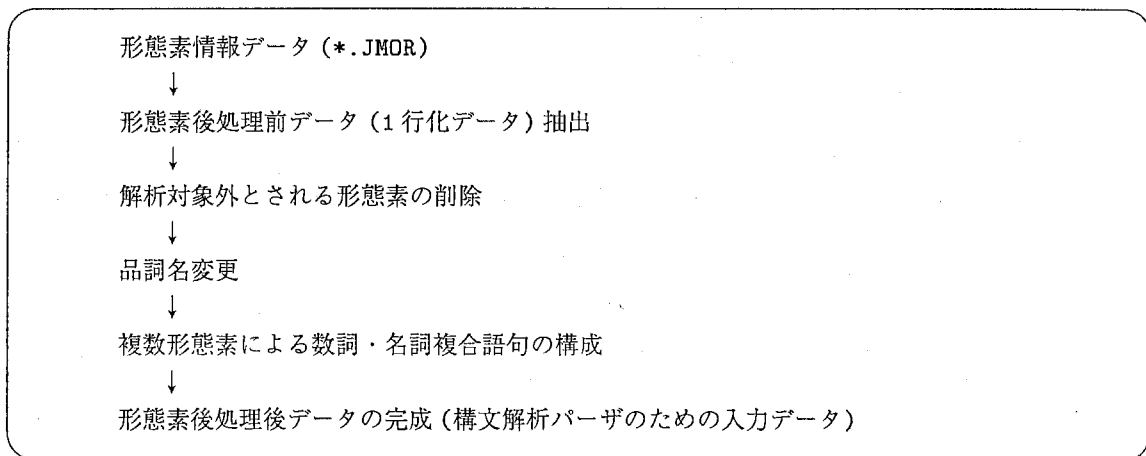 形態素情報データ (*.JMOR)
↓
形態素後処理前データ (1 行化データ) 抽出
↓
解析対象外とされる形態素の削除
↓
品詞名変更
↓
複数形態素による数詞・名詞複合語句の構成
↓
形態素後処理後データの完成 (構文解析パーザのための入力データ)